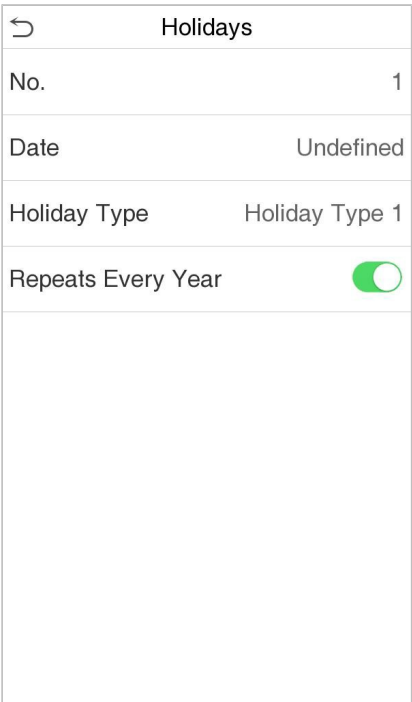 Holidays
No. 1
Date Undefined
Holiday Type Holiday Type 1
Repeats Every Year